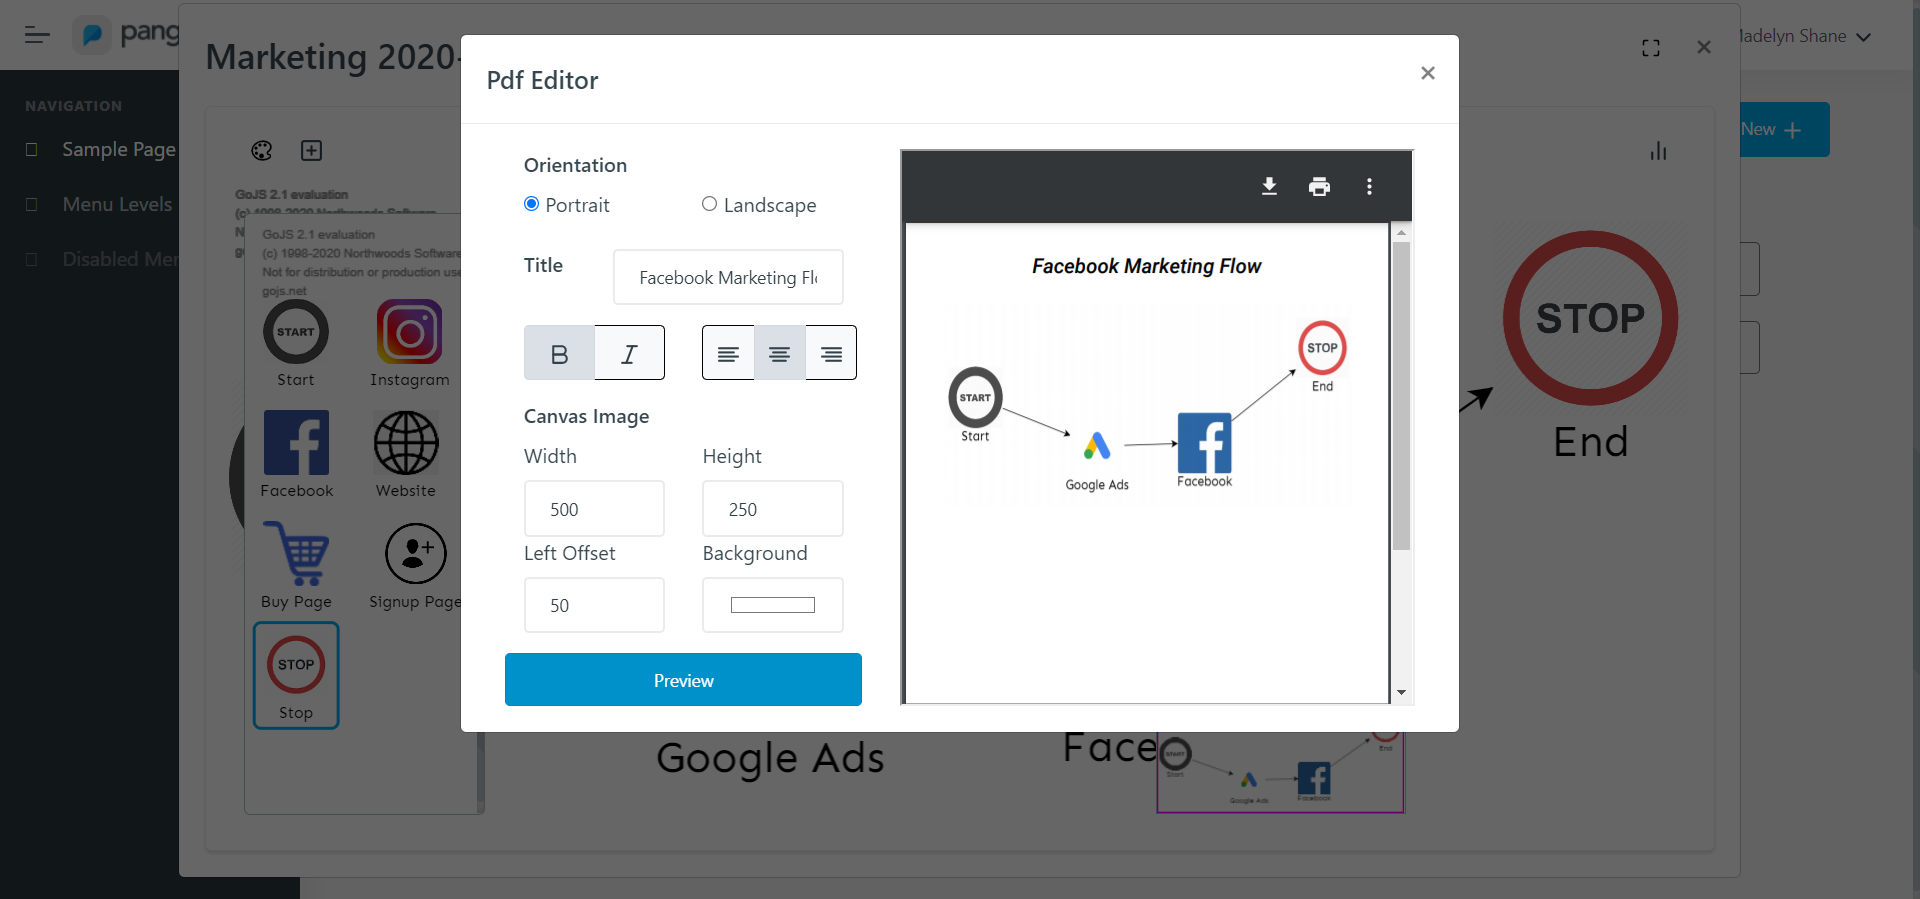 pang
Marketing 2020-
Madelyn Shane
NAVIGATION
Sample Page
Menu Levels
Disabled Mer
New
GoJS 2.1 evaluation
(c) 1998-2020 Northwoods Software
GoJS 2.1 evaluation
(c) 1998-2020 Northwoods Software
Not for distribution or production use
gojs.net
START
Start
Instagram
Facebook
Website
Buy Page
Signup Page
STOP
Stop
Pdf Editor
Orientation
Portrait
Landscape
Title
Facebook Marketing Flo
B
I
Canvas Image
Width
Height
500
250
Left Offset
Background
50
Preview
Facebook Marketing Flow
START
Start
Google Ads
Facebook
STOP
End
STOP
End
Google Ads
Face
START
Start
Google Ads
Facebook
End